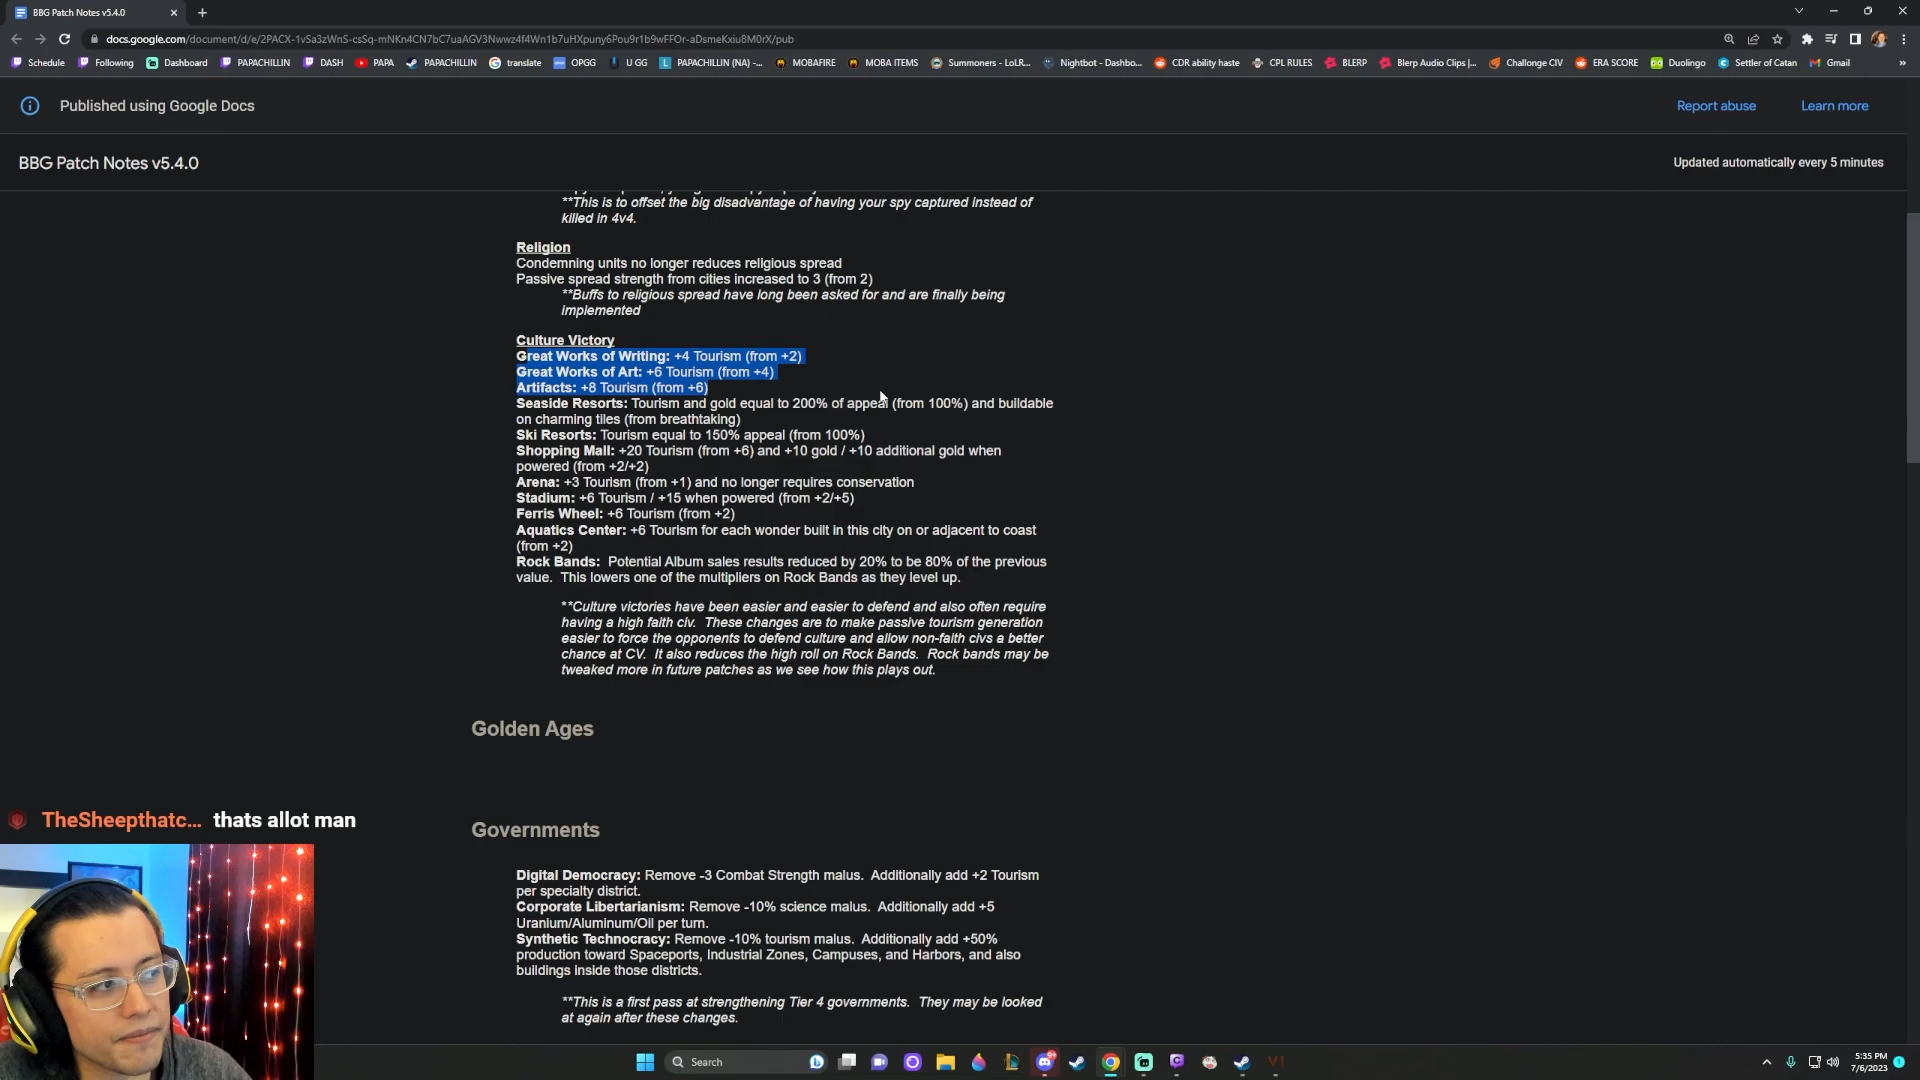 BBG Patch Notes v5.4.0
docs.google.com/document/d/e/2PACX-1vSa3zWnS-csSq-mNKn4CN7bC7uaAGV3Nwwz4f4Wn1b7uHXpuny6Pou9r1b9wFFOr-aDsmeKxiu8M0rX/pub
Schedule Following Dashboard PAPACHILLIN DASH PAPA PAPACHILLIN translate OPGG U GG PAPACHILLIN (NA) -... MOBAFIRE MOBA ITEMS Summoners - LoLR... Nightbot - Dashbo... CDR ability haste CPL RULES BLERP Blerp Audio Clips |... Challonge CIV ERA SCORE Duolingo Settler of Catan Gmail »
Published using Google Docs Report abuse Learn more
BBG Patch Notes v5.4.0 Updated automatically every 5 minutes
**This is to offset the big disadvantage of having your spy captured instead of
killed in 4v4.
Religion
Condemning units no longer reduces religious spread
Passive spread strength from cities increased to 3 (from 2)
**Buffs to religious spread have long been asked for and are finally being
implemented
Culture Victory
Great Works of Writing: +4 Tourism (from +2)
Great Works of Art: +6 Tourism (from +4)
Artifacts: +8 Tourism (from +6)
Seaside Resorts: Tourism and gold equal to 200% of appeal (from 100%) and buildable
on charming tiles (from breathtaking)
Ski Resorts: Tourism equal to 150% appeal (from 100%)
Shopping Mall: +20 Tourism (from +6) and +10 gold / +10 additional gold when
powered (from +2/+2)
Arena: +3 Tourism (from +1) and no longer requires conservation
Stadium: +6 Tourism / +15 when powered (from +2/+5)
Ferris Wheel: +6 Tourism (from +2)
Aquatics Center: +6 Tourism for each wonder built in this city on or adjacent to coast
(from +2)
Rock Bands: Potential Album sales results reduced by 20% to be 80% of the previous
value. This lowers one of the multipliers on Rock Bands as they level up.
**Culture victories have been easier and easier to defend and also often require
having a high faith civ. These changes are to make passive tourism generation
easier to force the opponents to defend culture and allow non-faith civs a better
chance at CV. It also reduces the high roll on Rock Bands. Rock bands may be
tweaked more in future patches as we see how this plays out.
Golden Ages
TheSheepthatc... thats allot man
Governments
Digital Democracy: Remove -3 Combat Strength malus. Additionally add +2 Tourism
per specialty district.
Corporate Libertarianism: Remove -10% science malus. Additionally add +5
Uranium/Aluminum/Oil per turn.
Synthetic Technocracy: Remove -10% tourism malus. Additionally add +50%
production toward Spaceports, Industrial Zones, Campuses, and Harbors, and also
buildings inside those districts.
**This is a first pass at strengthening Tier 4 governments. They may be looked
at again after these changes.
Search
5:35 PM
7/6/2023